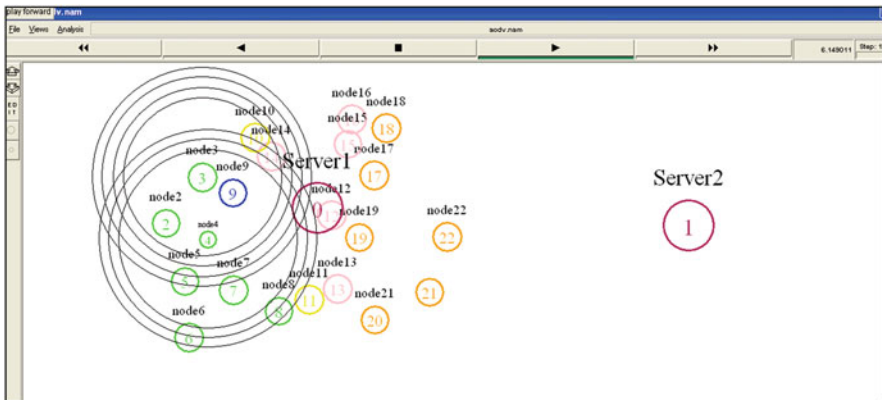 play forward v.nam
File Views Analysis aodv.nam
6.149011 Step: 1
E D
I T
node16
node18
node10
node15
node14
18
node3
Server1
node17
node9
3
17
9
node12
Server2
node2
0
2
node4
node19
node22
1
4
19
22
node5
node7
node13
5
node11
node8
7
13
node21
21
11
node6
8
20
6